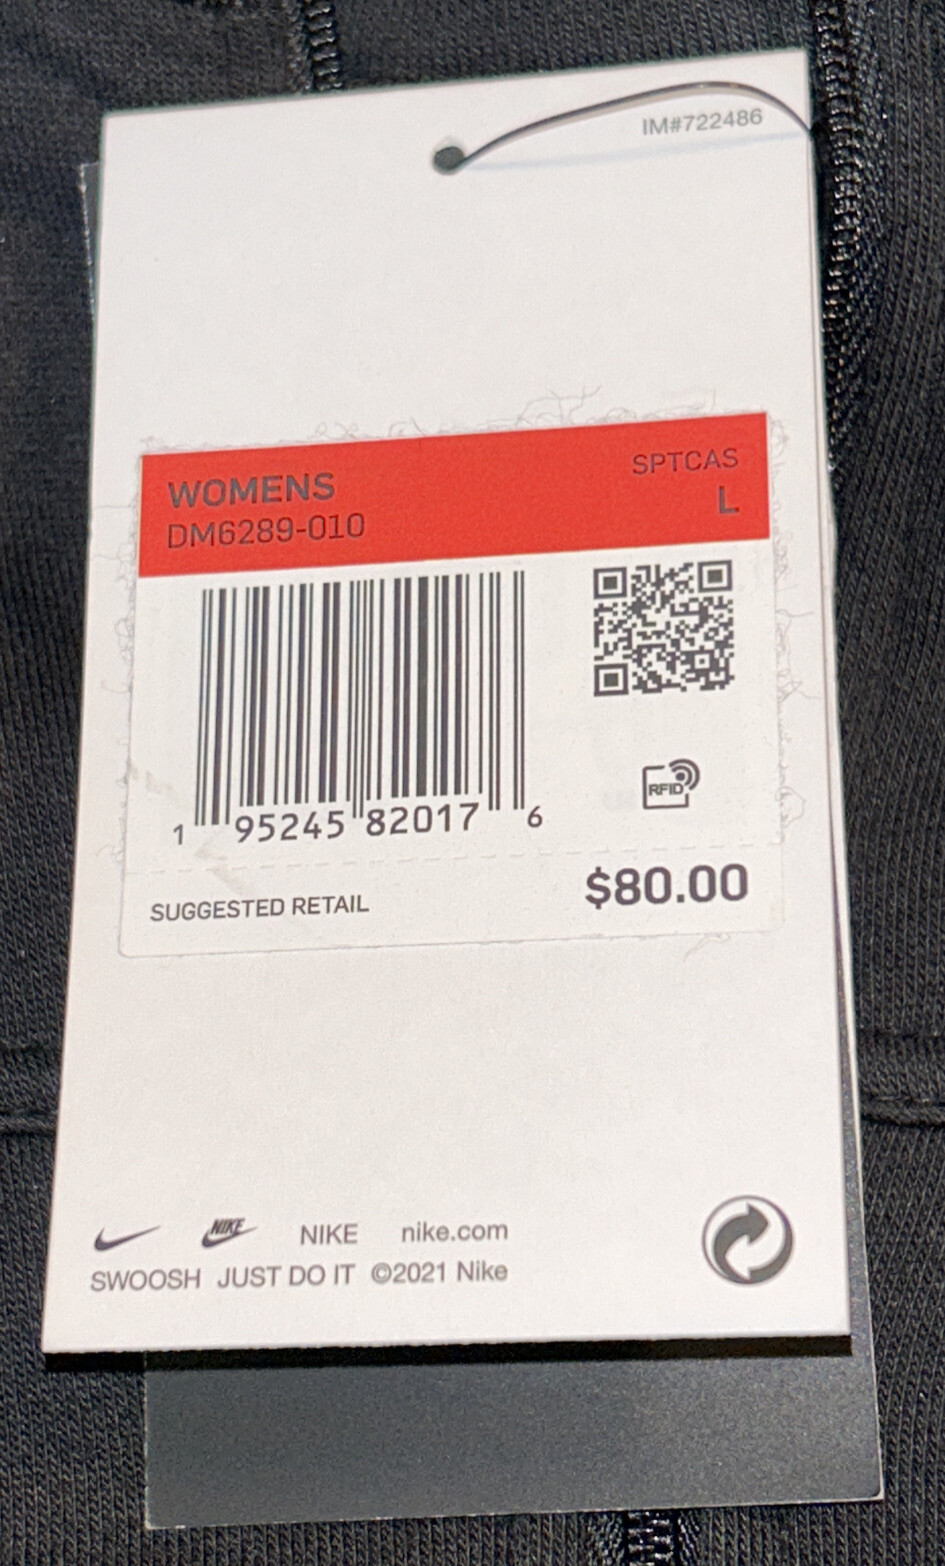 IM#722486
WOMENS
SPTCAS
DM6289-010
L
RFID
1 95245 82017 6
SUGGESTED RETAIL
$80.00
NIKE NIKE nike.com
SWOOSH JUST DO IT ©2021 Nike